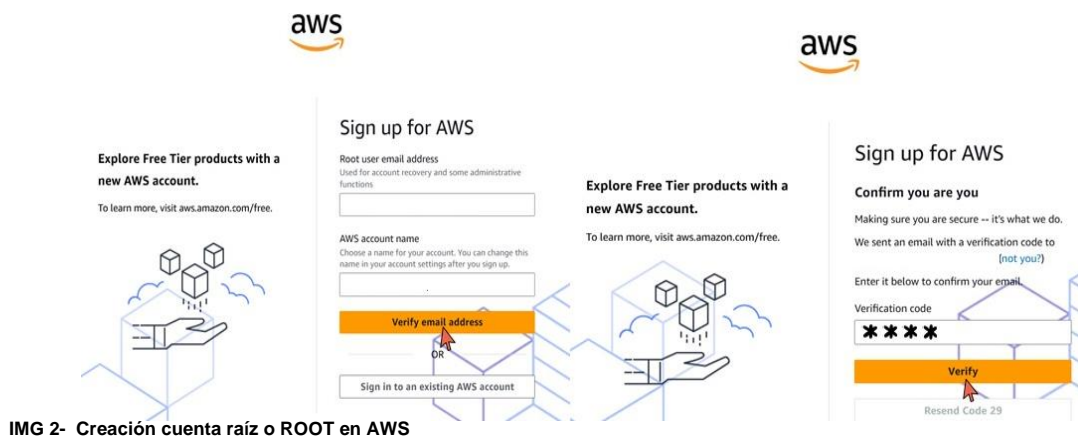 aws
Explore Free Tier products with a
new AWS account.
To learn more, visit aws.amazon.com/free.
Sign up for AWS
Root user email address
Used for account recovery and some administrative
functions
AWS account name
Choose a name for your account. You can change this
name in your account settings after you sign up.
Verify email address
OR
Sign in to an existing AWS account
aws
Explore Free Tier products with a
new AWS account.
To learn more, visit aws.amazon.com/free.
Sign up for AWS
Confirm you are you
Making sure you are secure -- it's what we do.
We sent an email with a verification code to
(not you?)
Enter it below to confirm your email.
Verification code
****
Verify
Resend Code 29
IMG 2- Creación cuenta raíz o ROOT en AWS